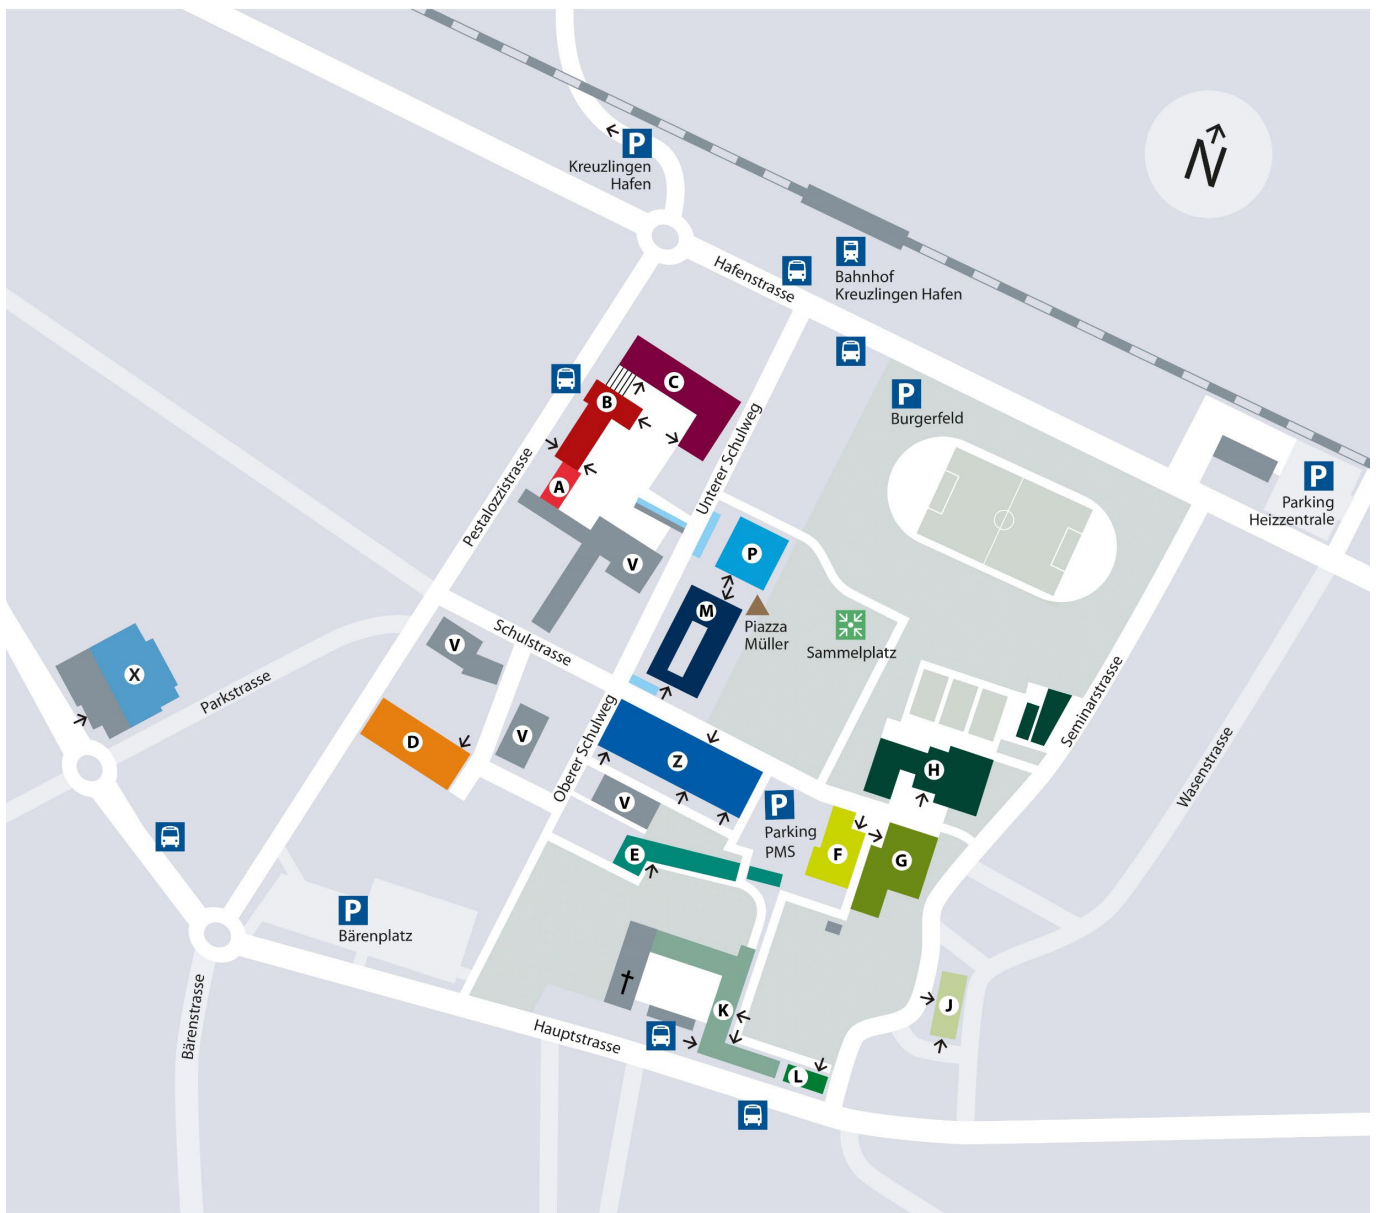 P
Kreuzlingen
Hafen
N
Hafenstrasse
Bahnhof
Kreuzlingen Hafen
C
B
A
P
Burgerfeld
Unterer Schulweg
Pestalozzistrasse
P
Parking
Heizzentrale
P
V
M
Piazza
Müller
Sammelplatz
Schulstrasse
V
X
Parkstrasse
D
V
Oberer Schulweg
Z
V
Seminarstrasse
H
Wasenstrasse
P
Parking
PMS
E
F
G
P
Bärenplatz
Bärenstrasse
K
J
Hauptstrasse
L